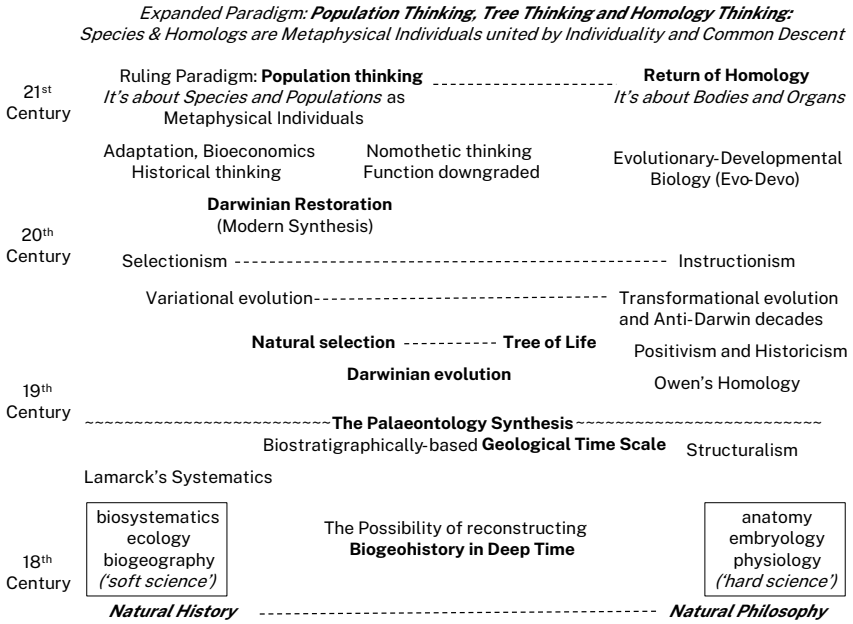 Expanded Paradigm: Population Thinking, Tree Thinking and Homology Thinking:
Species & Homologs are Metaphysical Individuals united by Individuality and Common Descent
21st Century
Ruling Paradigm: Population thinking
It's about Species and Populations as
Metaphysical Individuals
Return of Homology
It's about Bodies and Organs
Adaptation, Bioeconomics
Historical thinking
Nomothetic thinking
Function downgraded
Evolutionary-Developmental
Biology (Evo-Devo)
Darwinian Restoration
(Modern Synthesis)
20th
Century
Selectionism
Instructionism
Variational evolution
Transformational evolution
and Anti-Darwin decades
Natural selection
Tree of Life
Positivism and Historicism
Darwinian evolution
Owen's Homology
19th
Century
The Palaeontology Synthesis
Biostratigraphically-based Geological Time Scale
Structuralism
Lamarck's Systematics
18th
Century
biosystematics
ecology
biogeography
('soft science')
The Possibility of reconstructing
Biogeohistory in Deep Time
anatomy
embryology
physiology
('hard science')
Natural History
Natural Philosophy